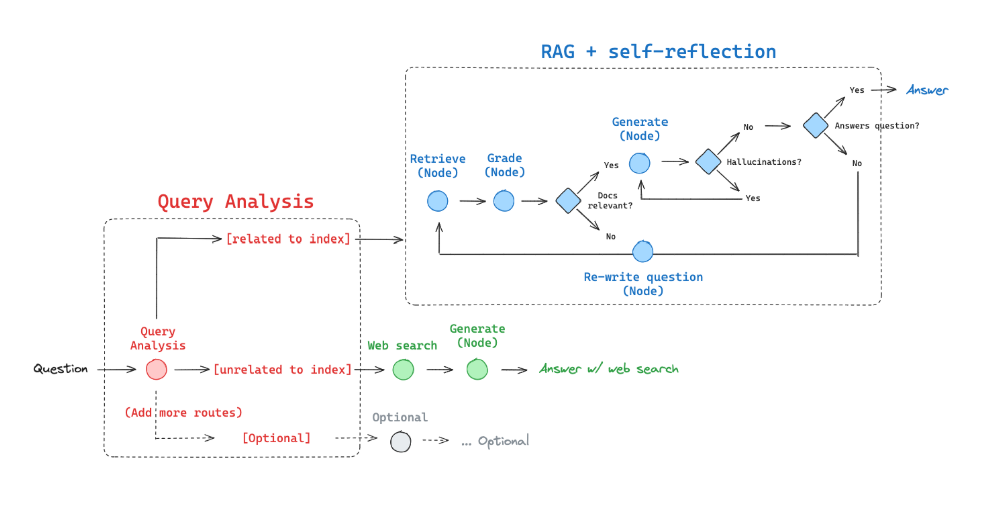 RAG + self-reflection
Yes
Answer
Generate
(Node)
No
Answers question?
Retrieve
(Node)
Grade
(Node)
Yes
Hallucinations?
No
Docs
relevant?
Yes
No
Query Analysis
[related to index]
Re-write question
(Node)
Query
Analysis
Web search
Generate
(Node)
Question
[unrelated to index]
Answer w/ web search
(Add more routes)
Optional
[Optional]
... Optional